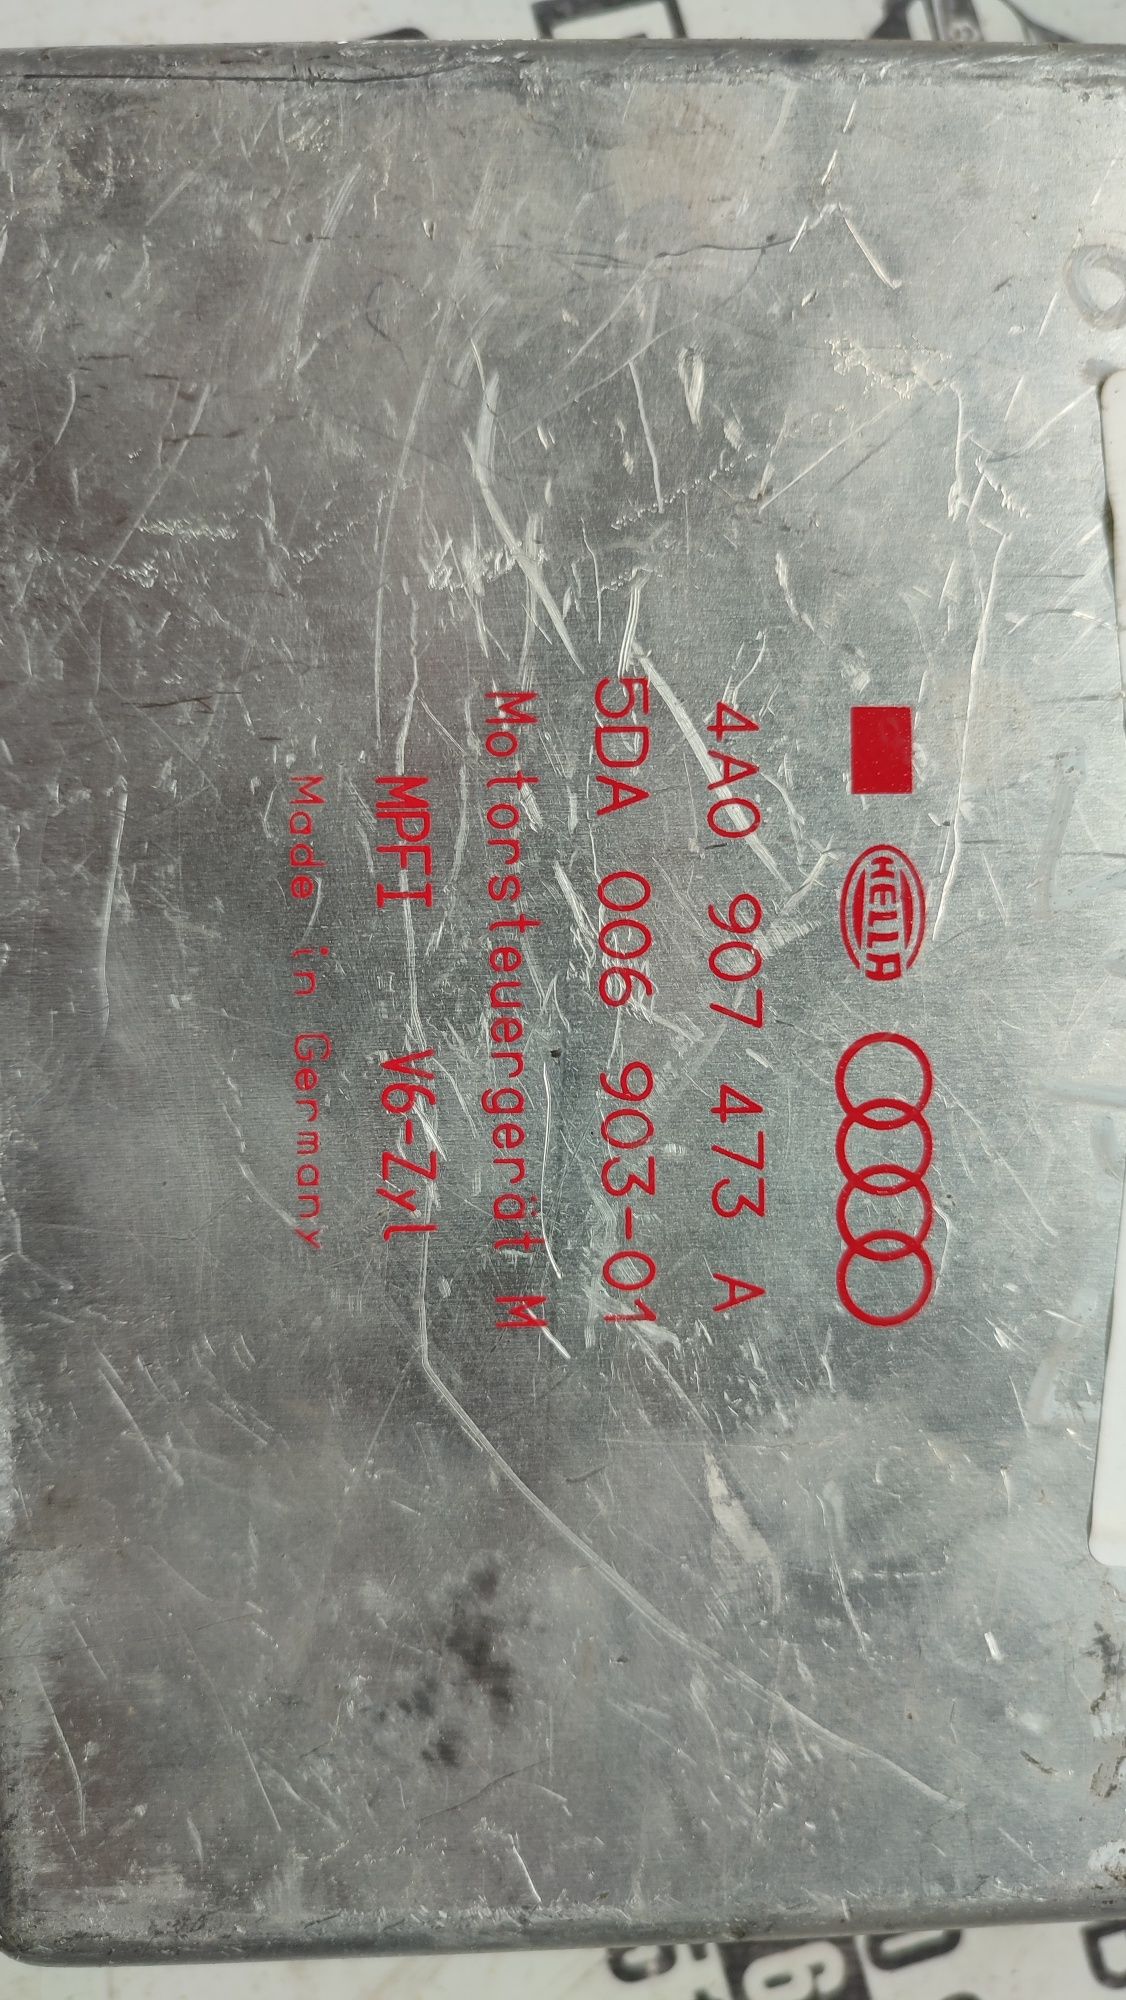 HELLA
4A0 907 473 A
5DA 006 903-01
Motorsteuergerät M
MPFI V6-Zyl
Made in Germany